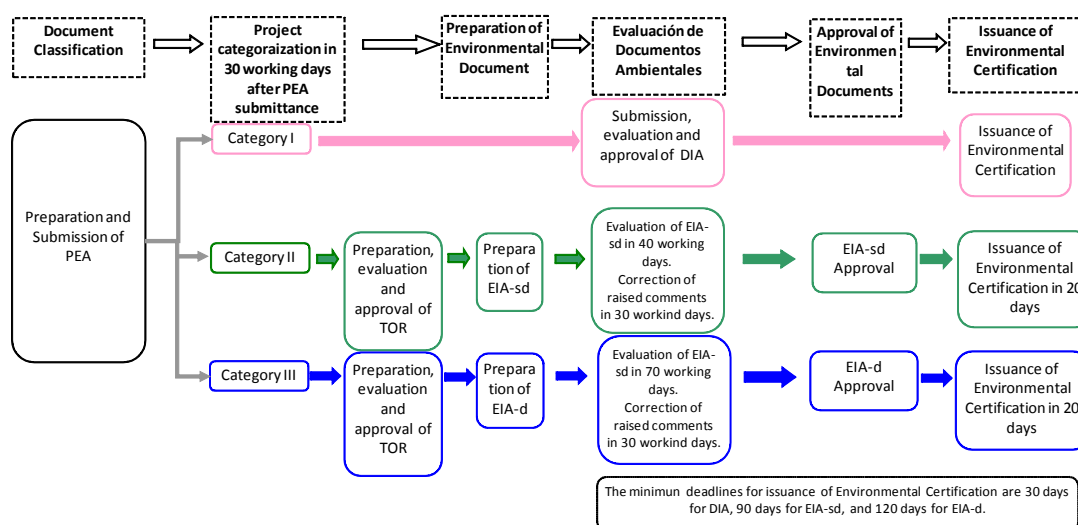 Document
Classification
Project
categoraization in
30 working days
after PEA
submittance
Preparation of
Environmental
Document
Evaluación de
Documentos
Ambientales
Approval of
Environmen
tal
Documents
Issuance of
Environmental
Certification
Preparation and
Submission of
PEA
Category I
Submission,
evaluation and
approval of DIA
Issuance of
Environmental
Certification
Category II
Preparation,
evaluation
and
approval of
TOR
Prepara
tion of
EIA-sd
Evaluation of EIA-
sd in 40 working
days.
Correction of
raised comments
in 30 workind days.
EIA-sd
Approval
Issuance of
Environmental
Certification in 20
days
Category III
Preparation,
evaluation
and
approval of
TOR
Prepara
tion of
EIA-d
Evaluation of EIA-
sd in 70 working
days.
Correction of
raised comments
in 30 workind days.
EIA-d
Approval
Issuance of
Environmental
Certification in 20
days
The minimun deadlines for issuance of Environmental Certification are 30 days
for DIA, 90 days for EIA-sd, and 120 days for EIA-d.